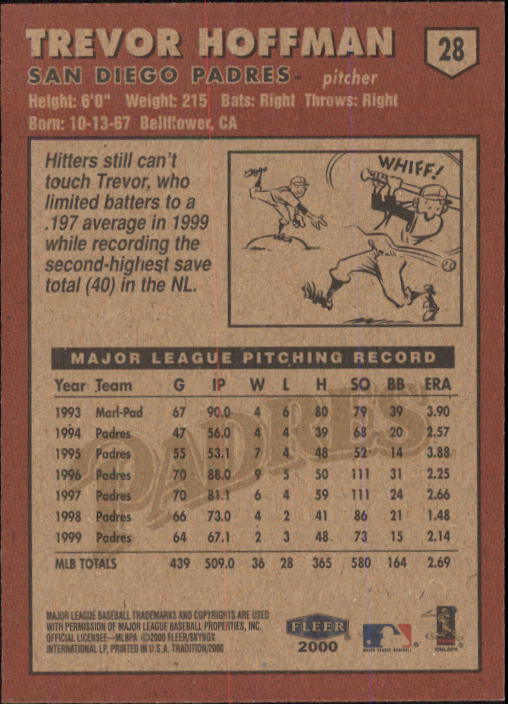 TREVOR HOFFMAN
28
SAN DIEGO PADRES™ pitcher
Height: 6'0" Weight: 215 Bats: Right Throws: Right
Born: 10-13-67 Bellflower, CA
Hitters still can't
touch Trevor, who
limited batters to a
.197 average in 1999
while recording the
second-highest save
total (40) in the NL.
WHIFF!
MAJOR LEAGUE PITCHING RECORD
Year Team G IP W L H SO BB ERA
1993 Marl-Pad 67 90.0 4 6 80 79 39 3.90
1994 Padres 47 56.0 4 4 39 68 20 2.57
1995 Padres 55 53.1 7 4 48 52 14 3.88
1996 Padres 70 88.0 9 5 50 111 31 2.25
1997 Padres 70 81.1 6 4 59 111 24 2.66
1998 Padres 66 73.0 4 2 41 86 21 1.48
1999 Padres 64 67.1 2 3 48 73 15 2.14
MLB TOTALS 439 509.0 36 28 365 580 164 2.69
PADRES
MAJOR LEAGUE BASEBALL TRADEMARKS AND COPYRIGHTS ARE USED
WITH PERMISSION OF MAJOR LEAGUE BASEBALL PROPERTIES, INC.
OFFICIAL LICENSEE—MLBPA ©2000 FLEER/SKYBOX
INTERNATIONAL LP, PRINTED IN U.S.A. TRADITION/2000
FLEER
2000
MAJOR LEAGUE BASEBALL